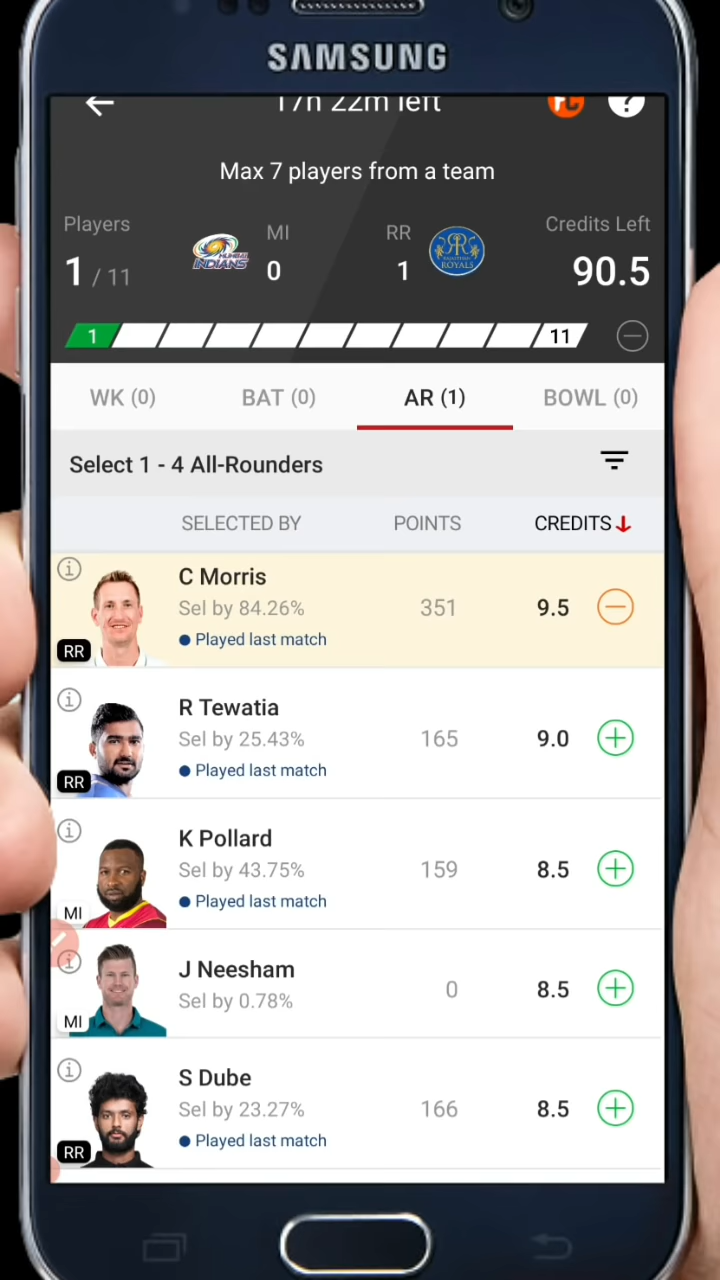 SAMSUNG
17h 22m left
Max 7 players from a team
Players
MI
RR
Credits Left
1 / 11
0
1
90.5
1
11
WK (0)
BAT (0)
AR (1)
BOWL (0)
Select 1 - 4 All-Rounders
SELECTED BY
POINTS
CREDITS
C Morris
Sel by 84.26%
351
9.5
Played last match
RR
R Tewatia
Sel by 25.43%
165
9.0
Played last match
RR
K Pollard
Sel by 43.75%
159
8.5
Played last match
MI
J Neesham
Sel by 0.78%
0
8.5
MI
S Dube
Sel by 23.27%
166
8.5
Played last match
RR